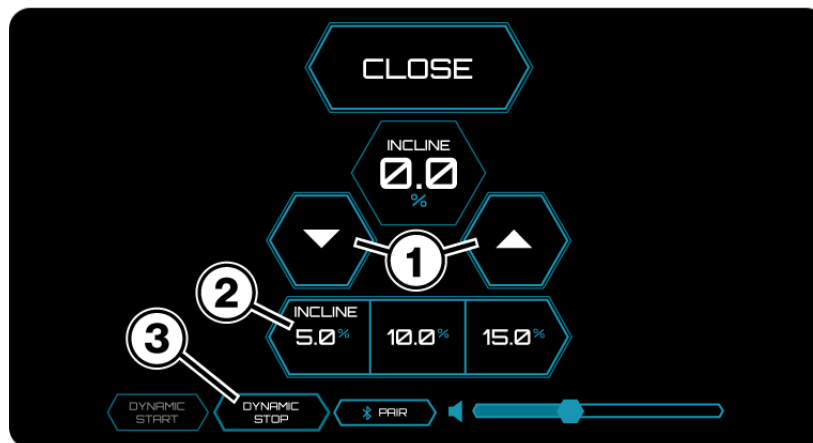 CLOSE
INCLINE
0.0
%
1
2
INCLINE
5.0% 10.0% 15.0%
3
DYNAMIC
START
DYNAMIC
STOP
PAIR